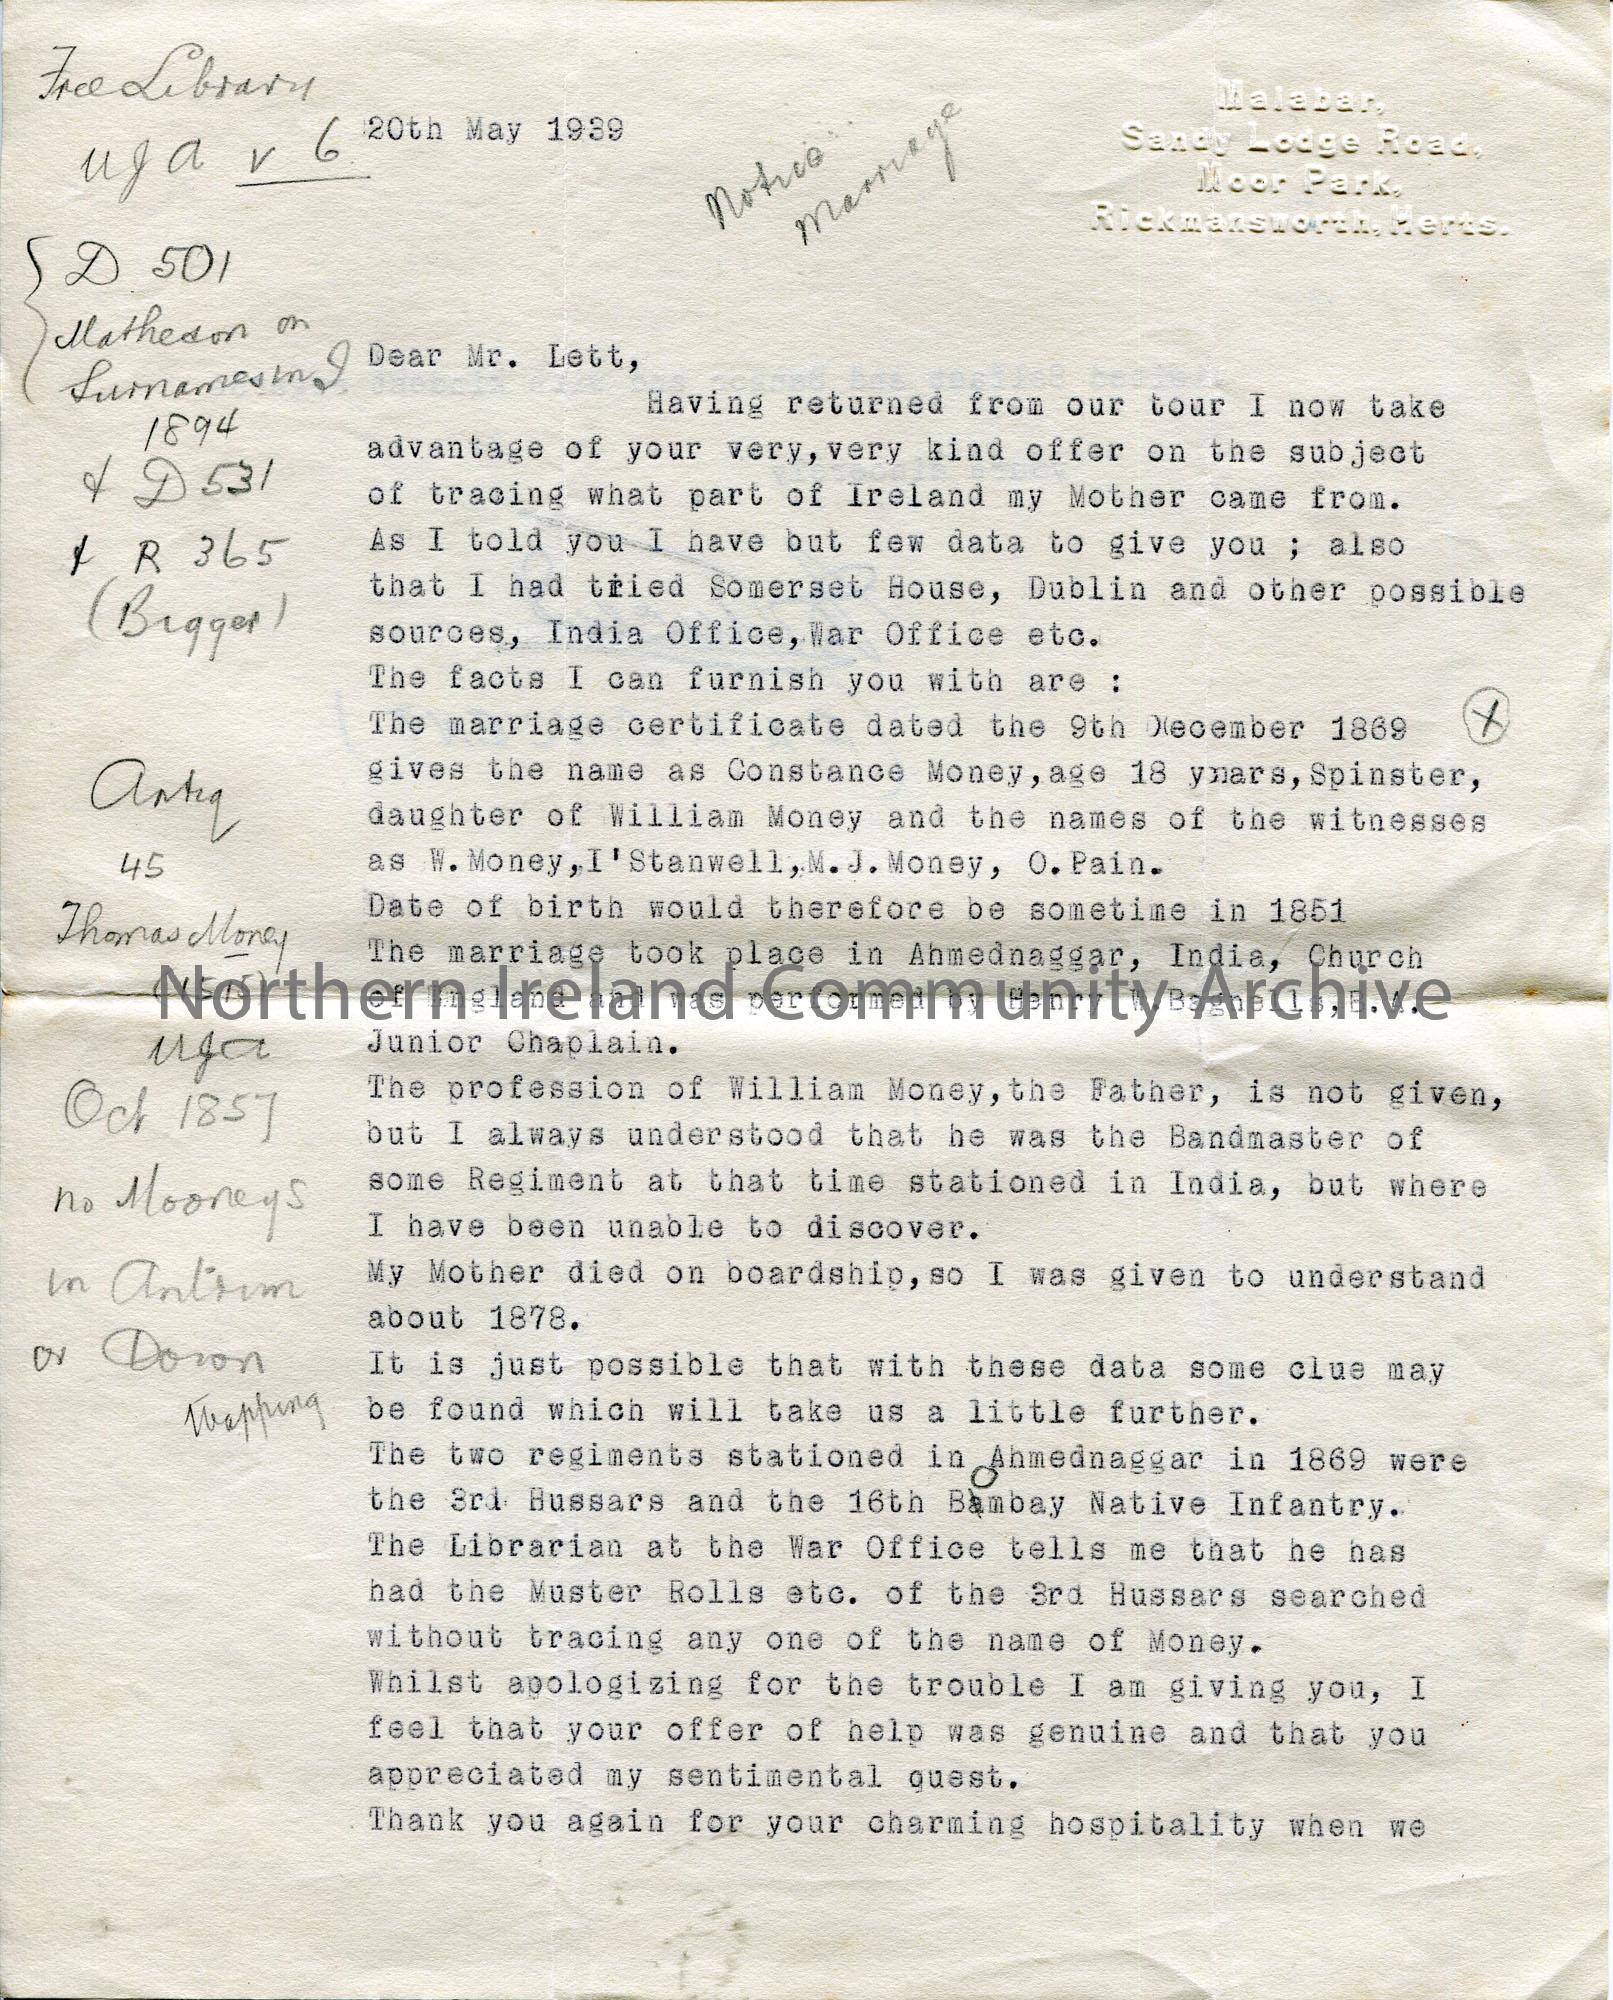 Free Library
UJA v 6
20th May 1939
Notice
Marriage
Malabar,
Sandy Lodge Road,
Moor Park,
Rickmansworth, Herts.
D 501
Matheson on
Surnames in I
1894
& D 531
& R 365
(Bigger)
Dear Mr. Lett,
Having returned from our tour I now take
advantage of your very,very kind offer on the subject
of tracing what part of Ireland my Mother came from.
As I told you I have but few data to give you ; also
that I had tried Somerset House, Dublin and other possible
sources, India Office,War Office etc.
The facts I can furnish you with are :
The marriage certificate dated the 9th December 1869
gives the name as Constance Money,age 18 years,Spinster,
daughter of William Money and the names of the witnesses
as W.Money,I'Stanwell,M.J.Money, O.Pain.
Date of birth would therefore be sometime in 1851
The marriage took place in Ahmednaggar, India, Church
of England and was performed by Henry W.Bagnells,B.A.
Junior Chaplain.
The profession of William Money,the Father, is not given,
but I always understood that he was the Bandmaster of
some Regiment at that time stationed in India, but where
I have been unable to discover.
My Mother died on boardship,so I was given to understand
about 1878.
It is just possible that with these data some clue may
be found which will take us a little further.
The two regiments stationed in Ahmednaggar in 1869 were
the 3rd Hussars and the 16th Bombay Native Infantry.
The Librarian at the War Office tells me that he has
had the Muster Rolls etc. of the 3rd Hussars searched
without tracing any one of the name of Money.
Whilst apologizing for the trouble I am giving you, I
feel that your offer of help was genuine and that you
appreciated my sentimental quest.
Thank you again for your charming hospitality when we
Antiq
45
Thomas Money
UJA
Oct 1857
no Mooneys
in Antrim
or Down
Wapping
Northern Ireland Community Archive